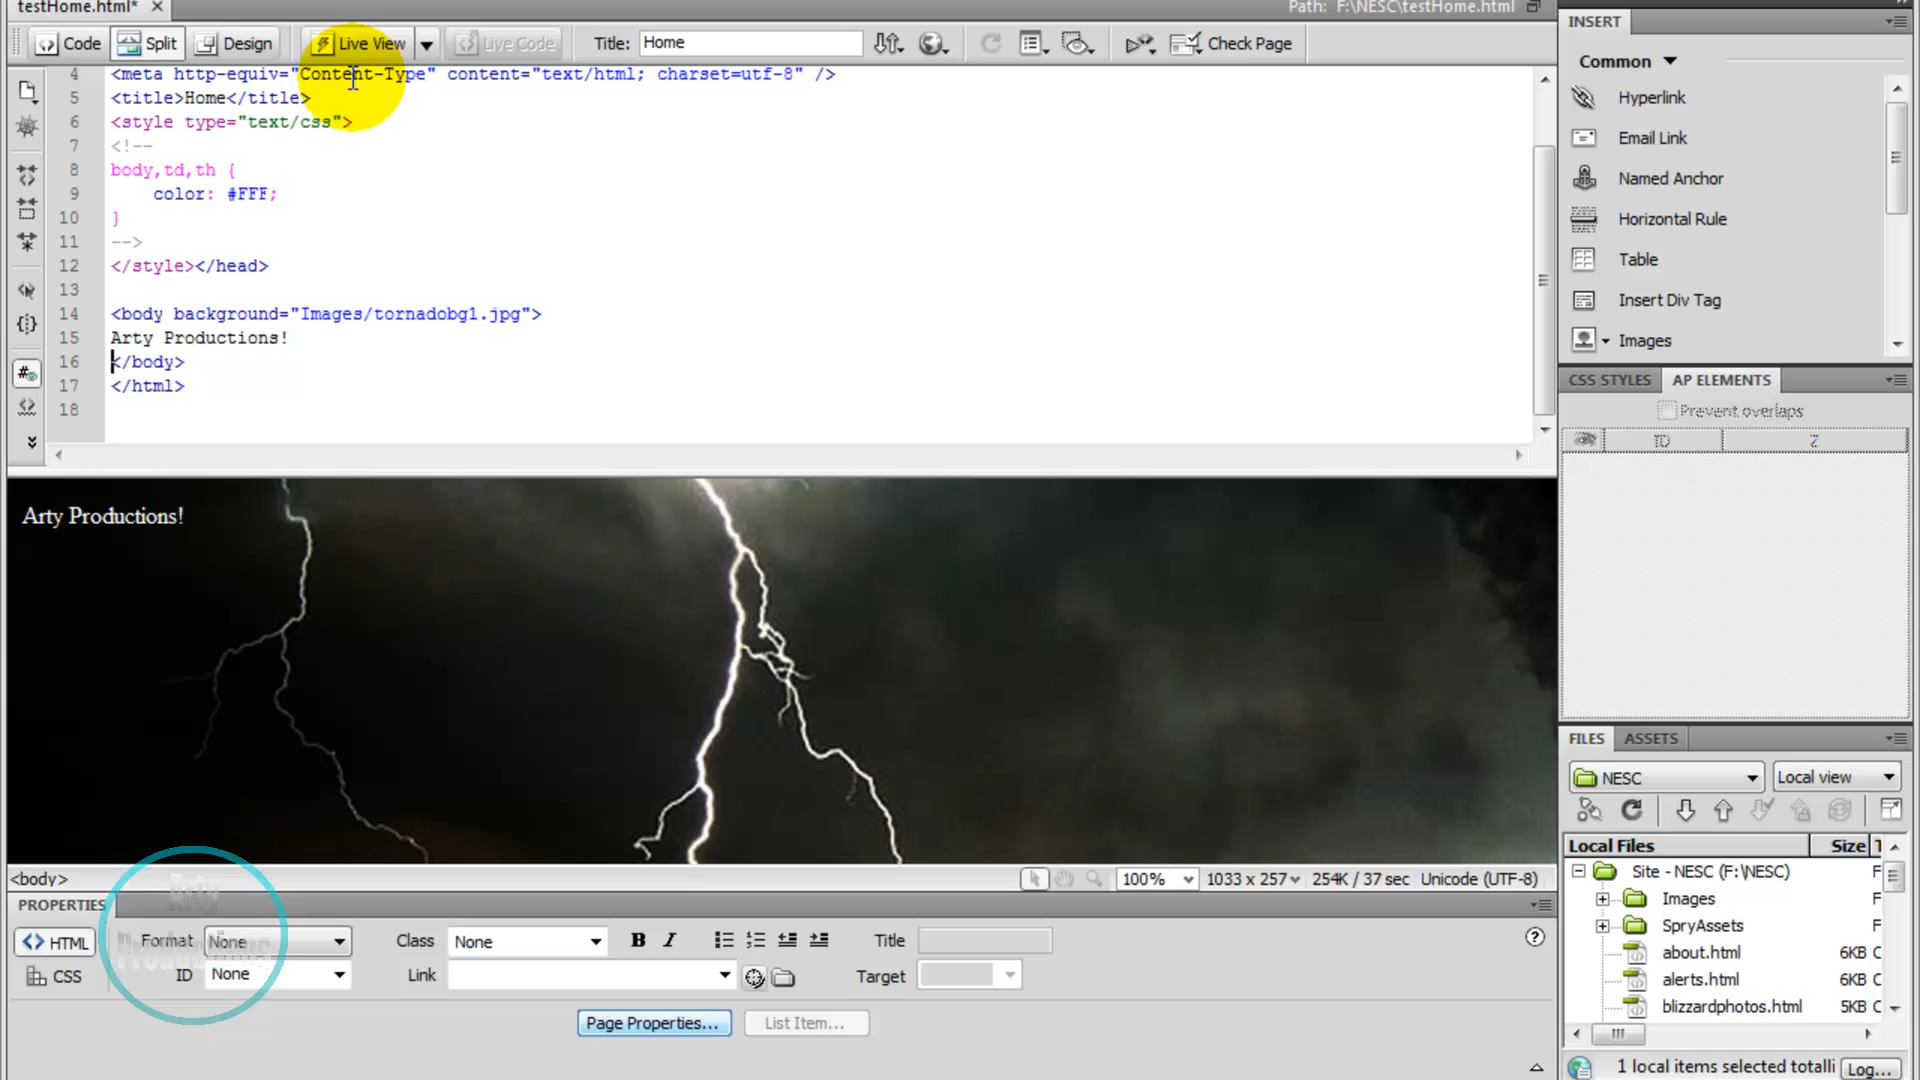 testHome.html*
Path: F:\NESC\testHome.html
Code Split Design Live View Live Code Title: Home Check Page
4 <meta http-equiv="Content-Type" content="text/html; charset=utf-8" />
5 <title>Home</title>
6 <style type="text/css">
7 <!--
8 body,td,th {
9 color: #FFF;
10 }
11 -->
12 </style></head>
13
14 <body background="Images/tornadobg1.jpg">
15 Arty Productions!
16 </body>
17 </html>
18
Arty Productions!
<body>
100% 1033 x 257 254K / 37 sec Unicode (UTF-8)
PROPERTIES
HTML Format None Class None B I Title
CSS ID None Link Target
Page Properties... List Item...
Arty
Productions
INSERT
Common
Hyperlink
Email Link
Named Anchor
Horizontal Rule
Table
Insert Div Tag
Images
CSS STYLES AP ELEMENTS
Prevent overlaps
ID Z
FILES ASSETS
NESC Local view
Local Files Size T
Site - NESC (F:\NESC) F
Images F
SpryAssets F
about.html 6KB C
alerts.html 6KB C
blizzardphotos.html 5KB C
1 local items selected totalli Log...